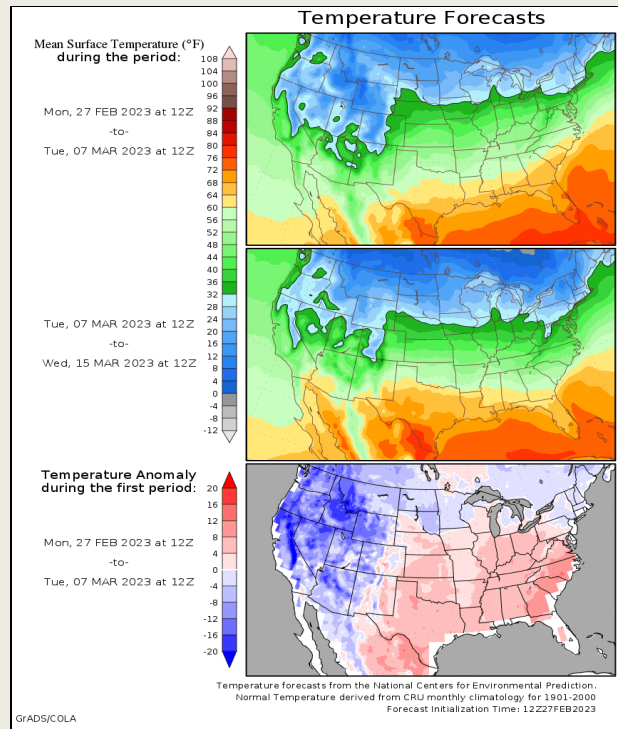 Temperature Forecasts
Mean Surface Temperature (°F)
during the period:
Mon, 27 FEB 2023 at 12Z
-to-
Tue, 07 MAR 2023 at 12Z
108
104
100
96
92
88
84
80
76
72
68
64
60
56
52
48
44
40
36
32
28
24
20
16
12
8
4
0
-4
-8
-12
Tue, 07 MAR 2023 at 12Z
-to-
Wed, 15 MAR 2023 at 12Z
Temperature Anomaly
during the first period:
Mon, 27 FEB 2023 at 12Z
-to-
Tue, 07 MAR 2023 at 12Z
20
16
12
8
4
0
-4
-8
-12
-16
-20
Temperature forecasts from the National Centers for Environmental Prediction.
Normal Temperature derived from CRU monthly climatology for 1901-2000
Forecast Initialization Time: 12Z27FEB2023
GrADS/COLA